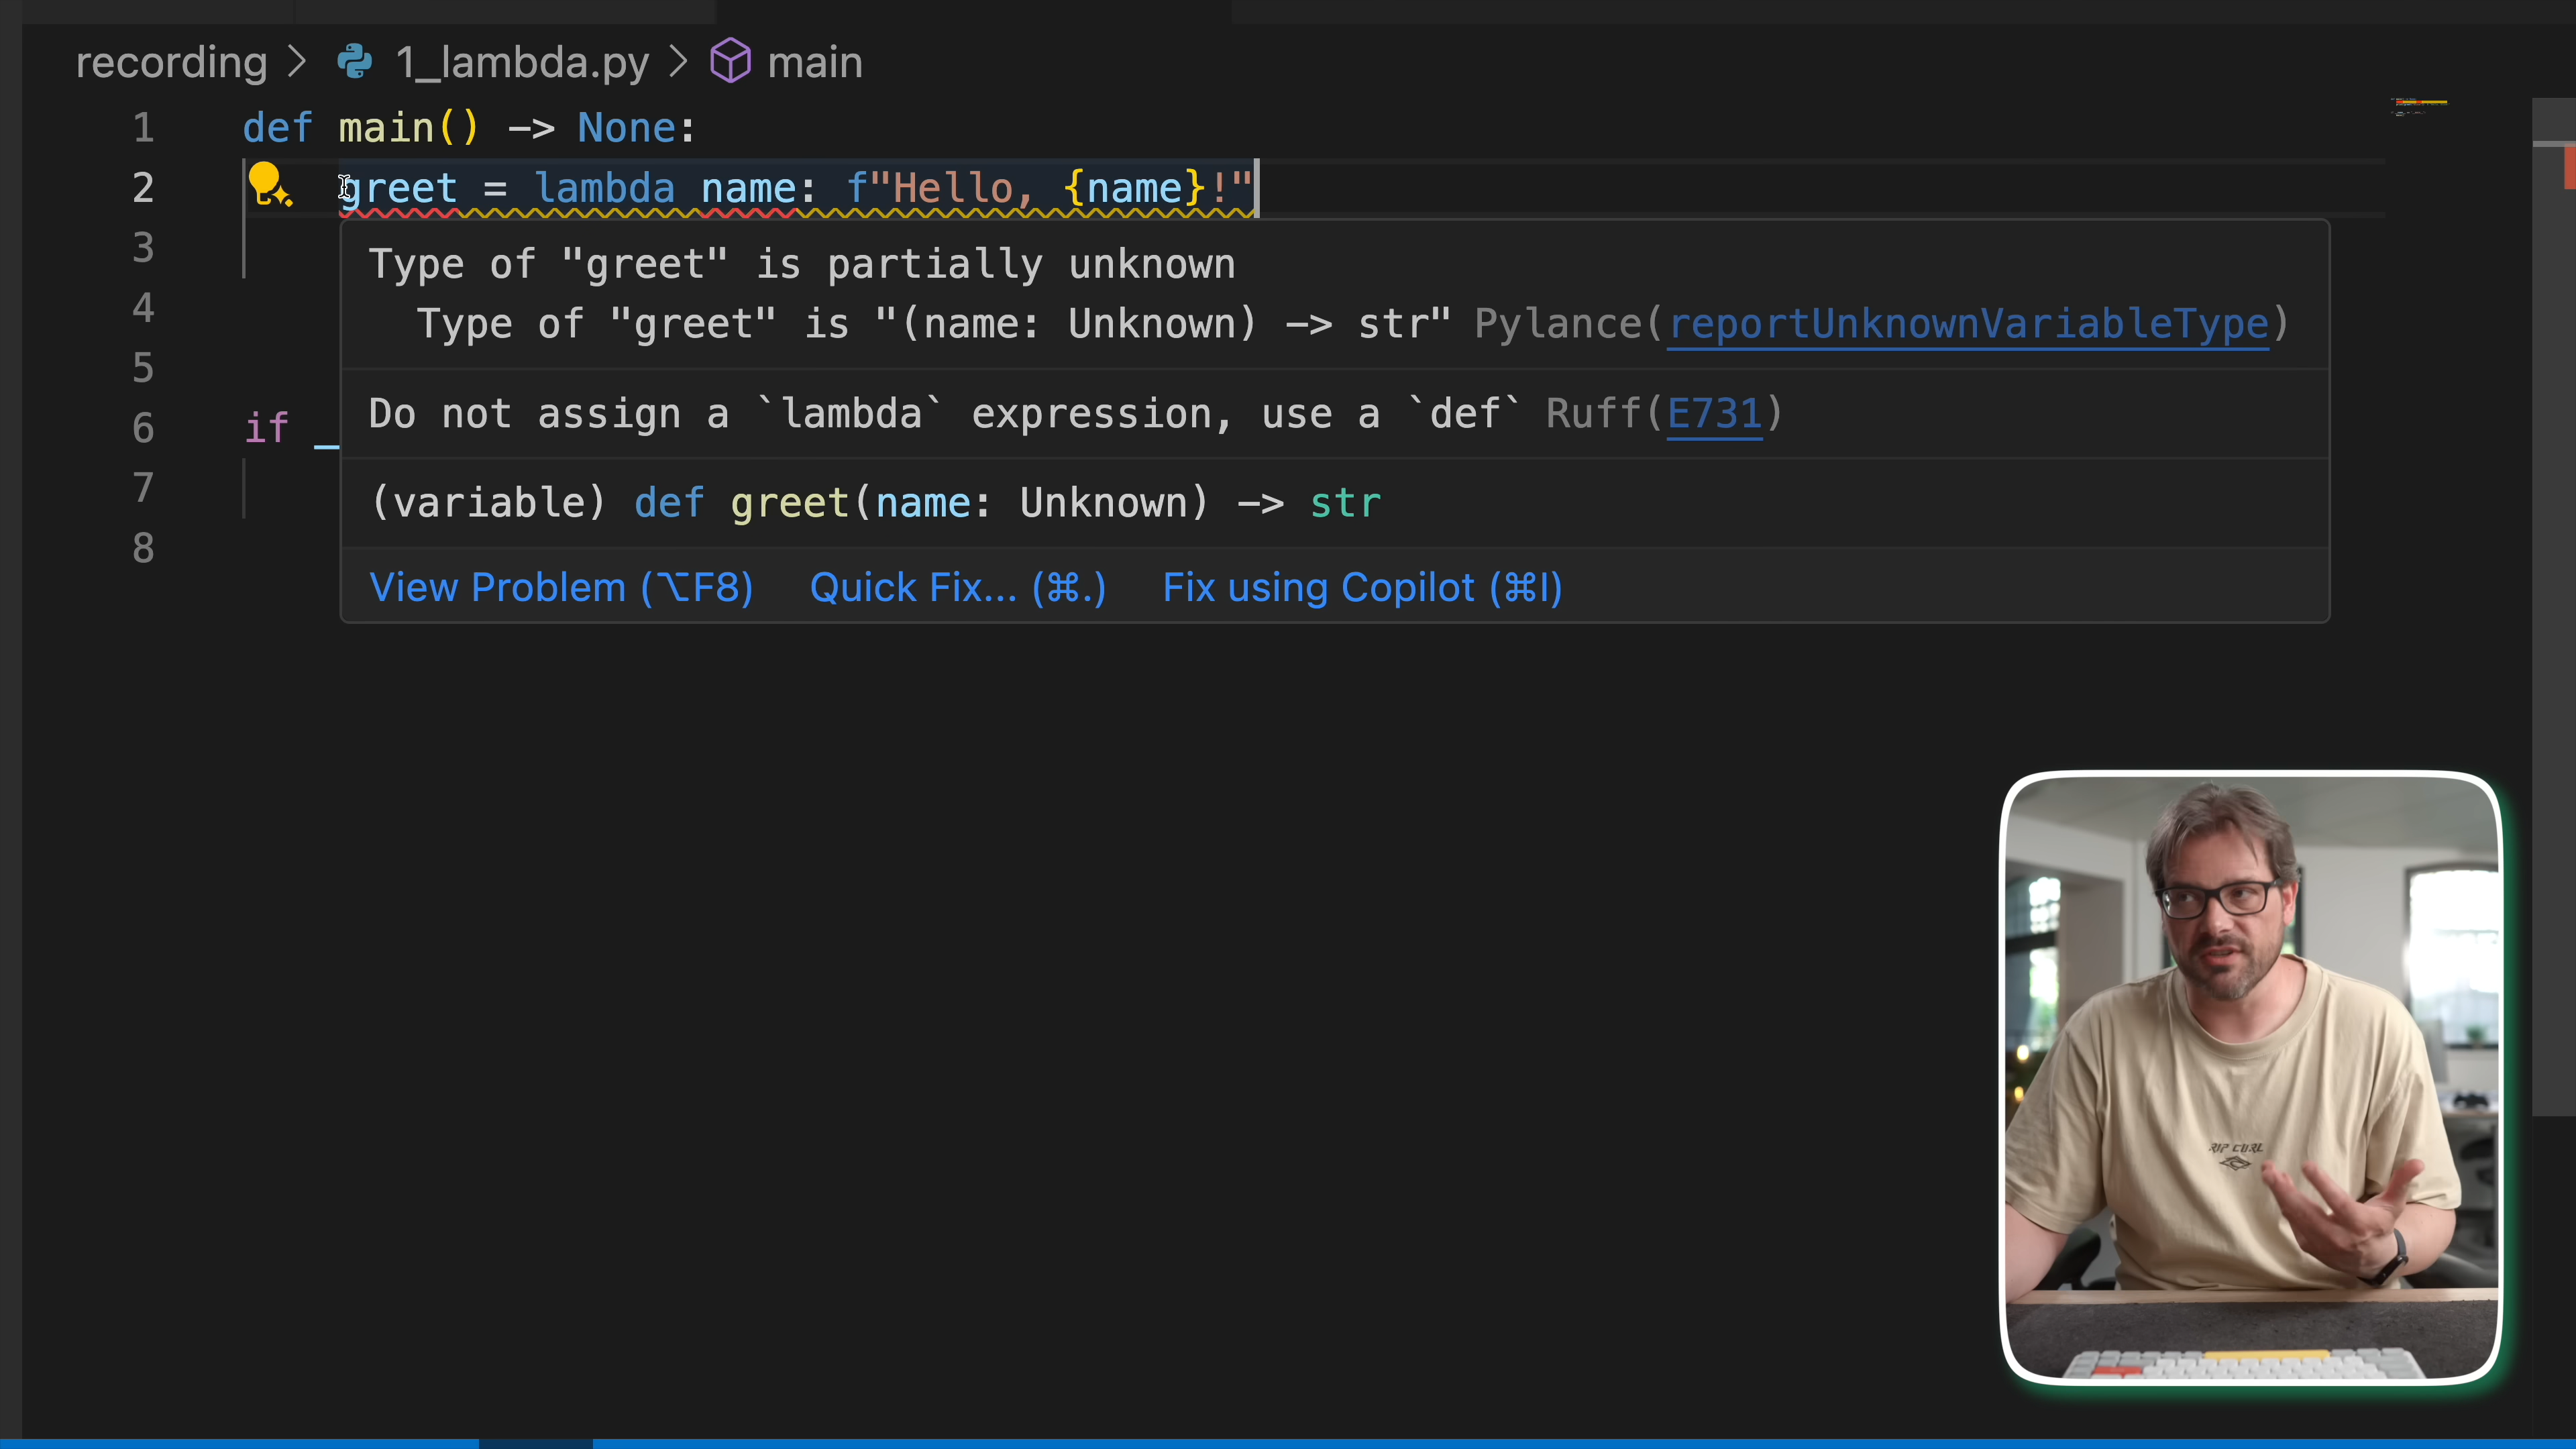 recording > 1_lambda.py > main
1 def main() -> None:
2 greet = lambda name: f"Hello, {name}!"
3
Type of "greet" is partially unknown
4
Type of "greet" is "(name: Unknown) -> str" Pylance(reportUnknownVariableType)
5
Do not assign a `lambda` expression, use a `def` Ruff(E731)
6 if _
7
(variable) def greet(name: Unknown) -> str
8
View Problem (⌥F8) Quick Fix... (⌘.) Fix using Copilot (⌘I)
RIP CURL